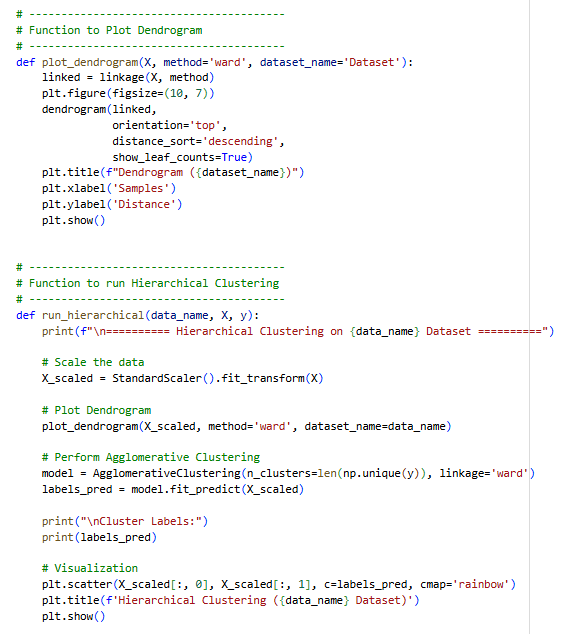 # ----------------------------------------
# Function to Plot Dendrogram
# ----------------------------------------
def plot_dendrogram(X, method='ward', dataset_name='Dataset'):
    linked = linkage(X, method)
    plt.figure(figsize=(10, 7))
    dendrogram(linked,
               orientation='top',
               distance_sort='descending',
               show_leaf_counts=True)
    plt.title(f"Dendrogram ({dataset_name})")
    plt.xlabel('Samples')
    plt.ylabel('Distance')
    plt.show()
# ----------------------------------------
# Function to run Hierarchical Clustering
# ----------------------------------------
def run_hierarchical(data_name, X, y):
    print(f"\n========== Hierarchical Clustering on {data_name} Dataset ==========")
    # Scale the data
    X_scaled = StandardScaler().fit_transform(X)
    # Plot Dendrogram
    plot_dendrogram(X_scaled, method='ward', dataset_name=data_name)
    # Perform Agglomerative Clustering
    model = AgglomerativeClustering(n_clusters=len(np.unique(y)), linkage='ward')
    labels_pred = model.fit_predict(X_scaled)
    print("\nCluster Labels:")
    print(labels_pred)
    # Visualization
    plt.scatter(X_scaled[:, 0], X_scaled[:, 1], c=labels_pred, cmap='rainbow')
    plt.title(f'Hierarchical Clustering ({data_name} Dataset)')
    plt.show()